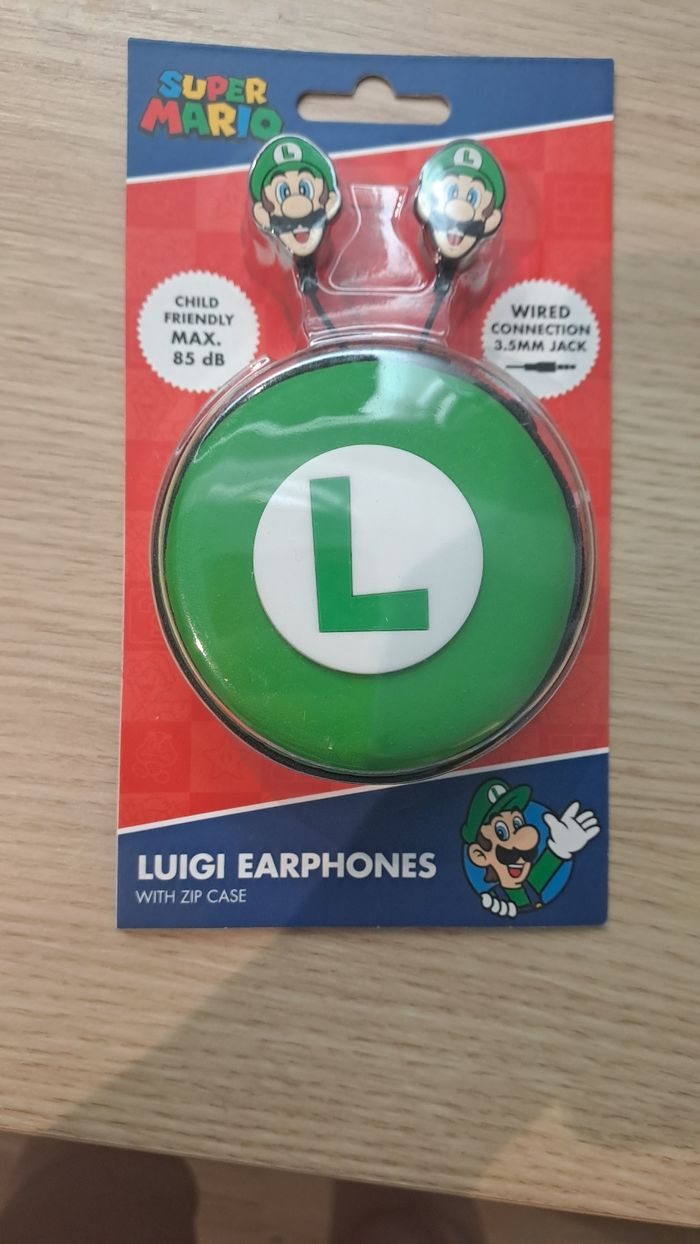 SUPER
MARIO
L
L
CHILD
FRIENDLY
MAX.
85 dB
WIRED
CONNECTION
3.5MM JACK
L
LUIGI EARPHONES
WITH ZIP CASE
L